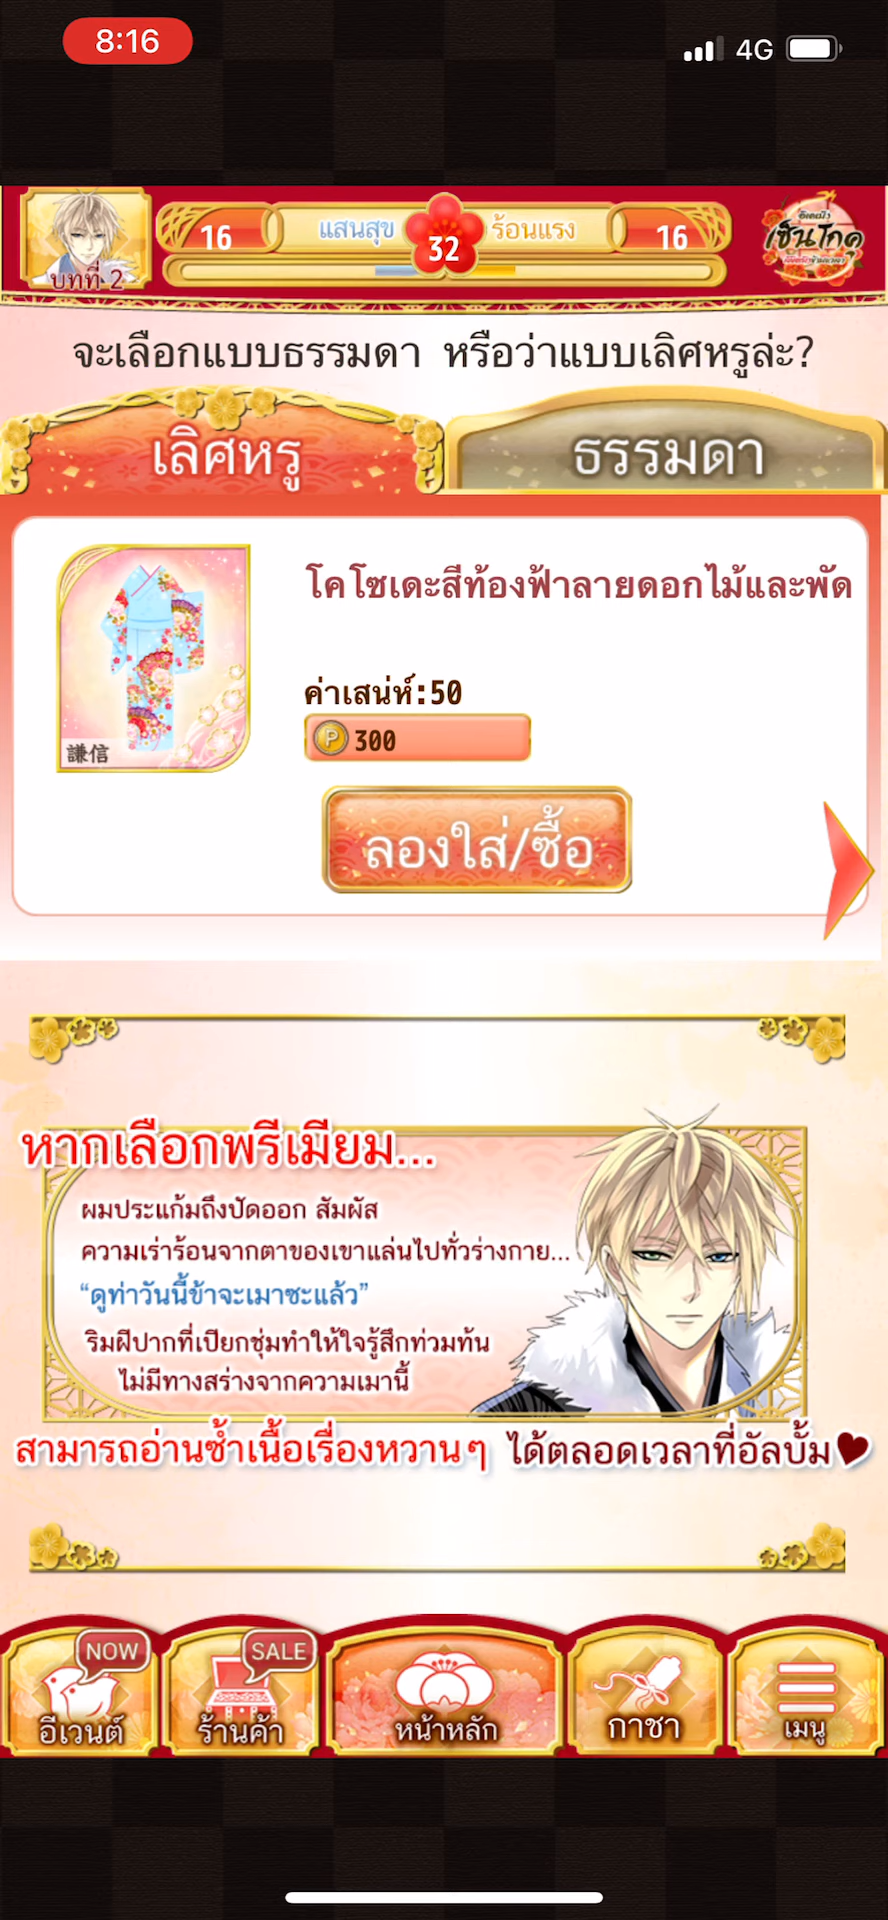 8:16
4G
บทที่ 2
16
แสนสุข
32
ร้อนแรง
16
อิเคเม็ง
เซ็นโกคุ
จะเลือกแบบธรรมดา หรือว่าแบบเลิศหรูล่ะ?
เลิศหรู
ธรรมดา
โคโซเดะสีท้องฟ้าลายดอกไม้และพัด
謙信
ค่าเสน่ห์:50
P 300
ลองใส่/ซื้อ
หากเลือกพรีเมียม...
ผมประแก้มถึงปัดออก สัมผัส
ความเร่าร้อนจากตาของเขาแล่นไปทั่วร่างกาย...
“ดูท่าวันนี้ข้าจะเมาซะแล้ว”
ริมฝีปากที่เปียกชุ่มทำให้ใจรู้สึกท่วมท้น
ไม่มีทางสร่างจากความเมานี้
สามารถอ่านซ้ำเนื้อเรื่องหวานๆ ได้ตลอดเวลาที่อัลบั้ม♥
NOW
SALE
อีเวนต์
ร้านค้า
หน้าหลัก
กาชา
เมนู